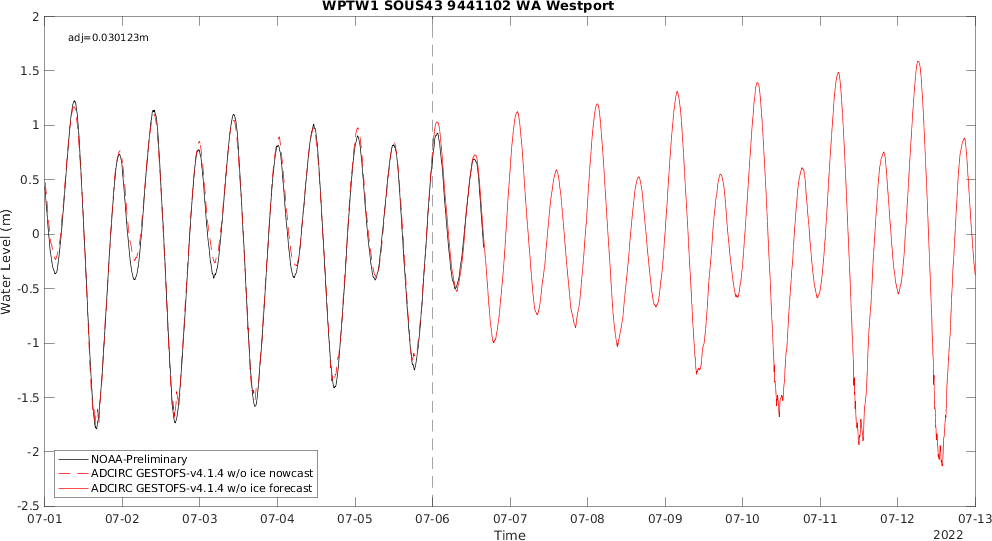 WPTW1 SOUS43 9441102 WA Westport
adj=0.030123m
Water Level (m)
2
1.5
1
0.5
0
-0.5
-1
-1.5
-2
-2.5
NOAA-Preliminary
ADCIRC GESTOFS-v4.1.4 w/o ice nowcast
ADCIRC GESTOFS-v4.1.4 w/o ice forecast
07-01 07-02 07-03 07-04 07-05 07-06 07-07 07-08 07-09 07-10 07-11 07-12 07-13
Time
2022